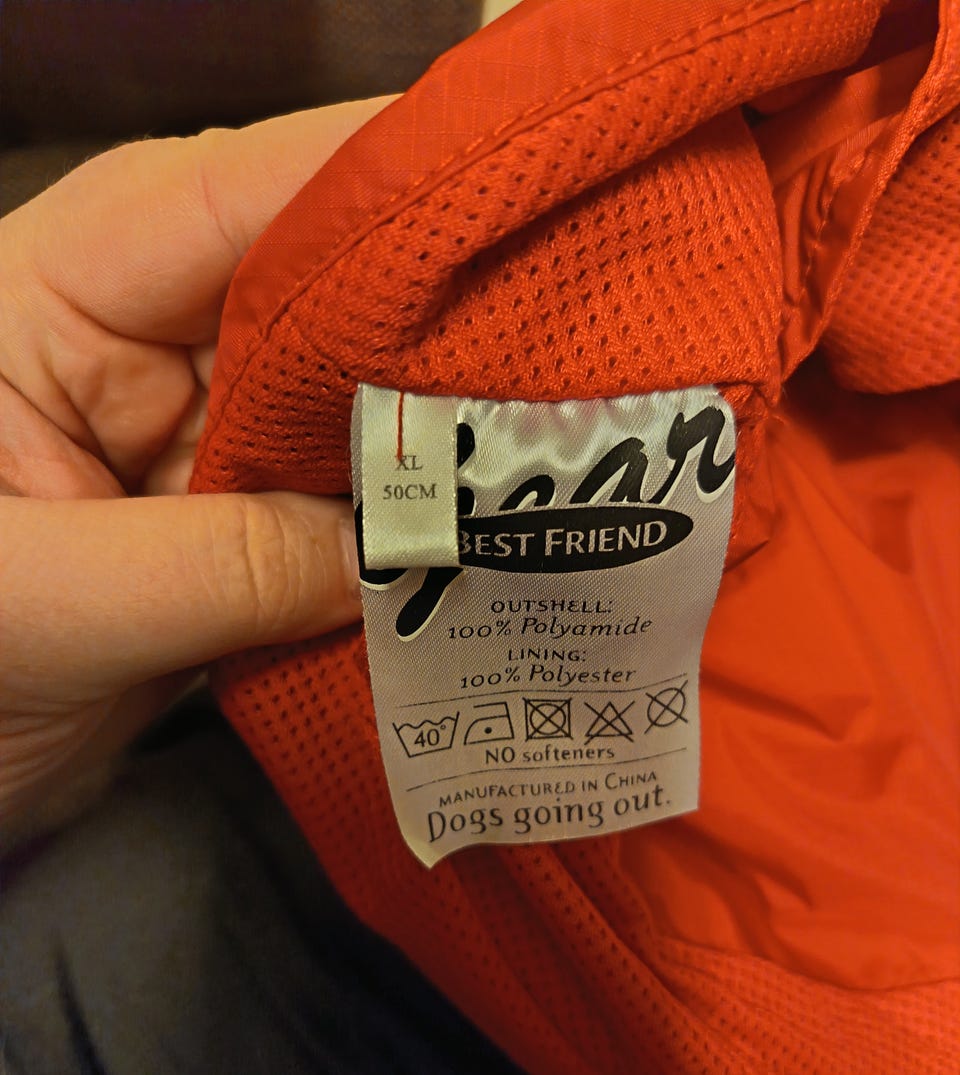 XL
50CM
gear
BEST FRIEND
OUTSHELL:
100% Polyamide
LINING:
100% Polyester
40°
NO softeners
MANUFACTURED IN CHINA
Dogs going out.